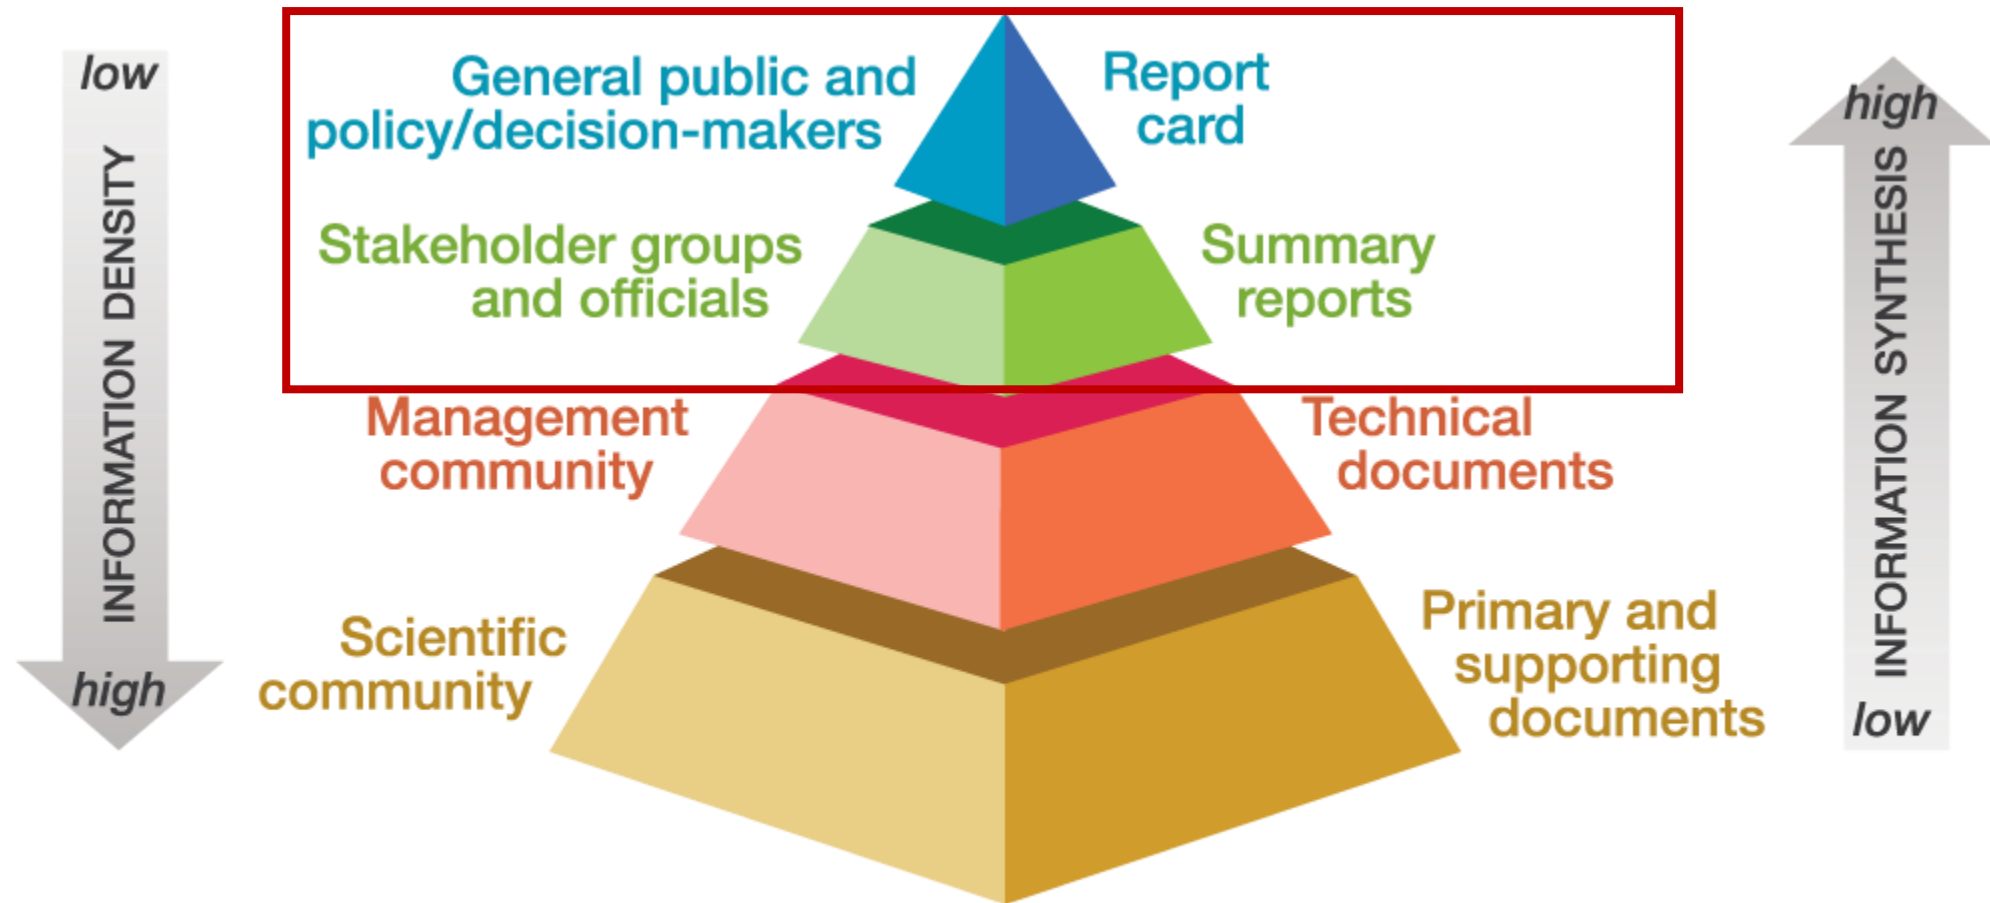 low
INFORMATION DENSITY
high
General public and
policy/decision-makers
Report
card
Stakeholder groups
and officials
Summary
reports
Management
community
Technical
documents
Scientific
community
Primary and
supporting
documents
high
INFORMATION SYNTHESIS
low